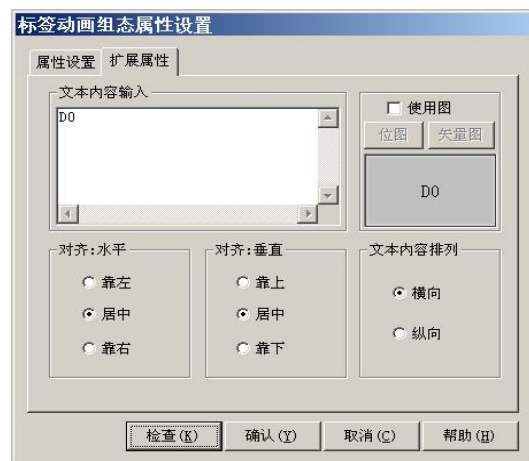 标签动画组态属性设置
属性设置 扩展属性
文本内容输入
DO
使用图
位图 矢量图
DO
对齐:水平
靠左
居中
靠右
对齐:垂直
靠上
居中
靠下
文本内容排列
横向
纵向
检查(K) 确认(Y) 取消(C) 帮助(H)